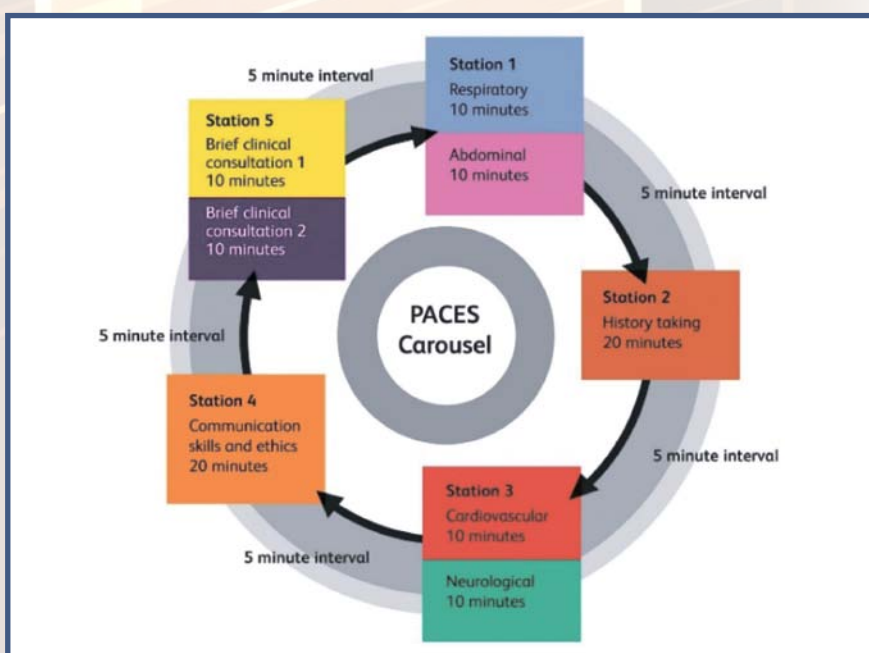 5 minute interval
Station 1
Respiratory
10 minutes
Abdominal
10 minutes
5 minute interval
Station 2
History taking
20 minutes
5 minute interval
Station 3
Cardiovascular
10 minutes
Neurological
10 minutes
5 minute interval
Station 4
Communication
skills and ethics
20 minutes
5 minute interval
Station 5
Brief clinical
consultation 1
10 minutes
Brief clinical
consultation 2
10 minutes
PACES
Carousel